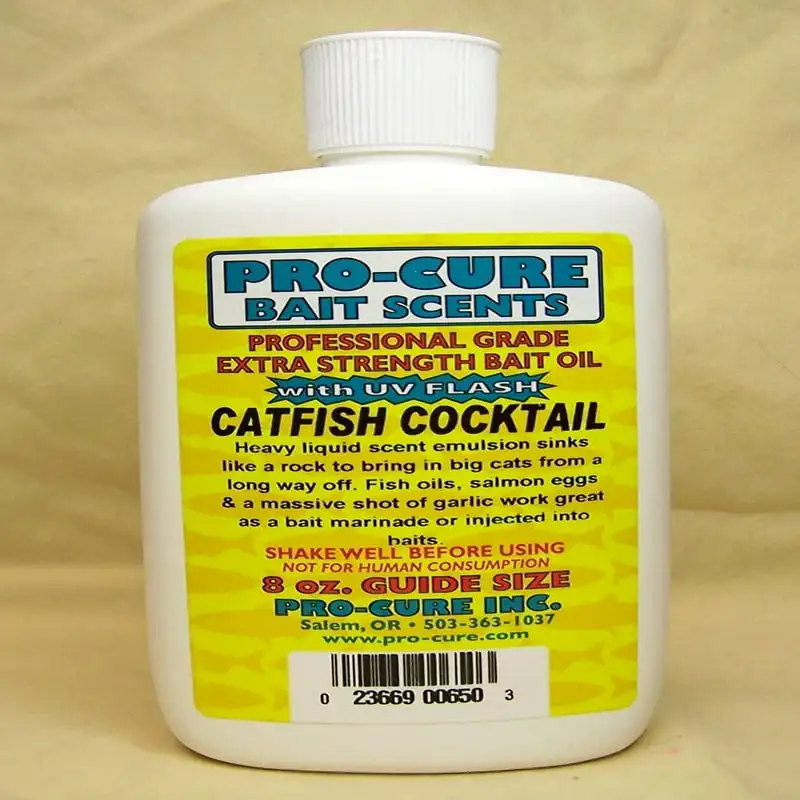 PRO-CURE
BAIT SCENTS
PROFESSIONAL GRADE
EXTRA STRENGTH BAIT OIL
with UV FLASH
CATFISH COCKTAIL
Heavy liquid scent emulsion sinks
like a rock to bring in big cats from a
long way off. Fish oils, salmon eggs
& a massive shot of garlic work great
as a bait marinade or injected into
baits.
SHAKE WELL BEFORE USING
NOT FOR HUMAN CONSUMPTION
8 oz. GUIDE SIZE
PRO-CURE INC.
Salem, OR • 503-363-1037
www.pro-cure.com
0 23669 00650 3